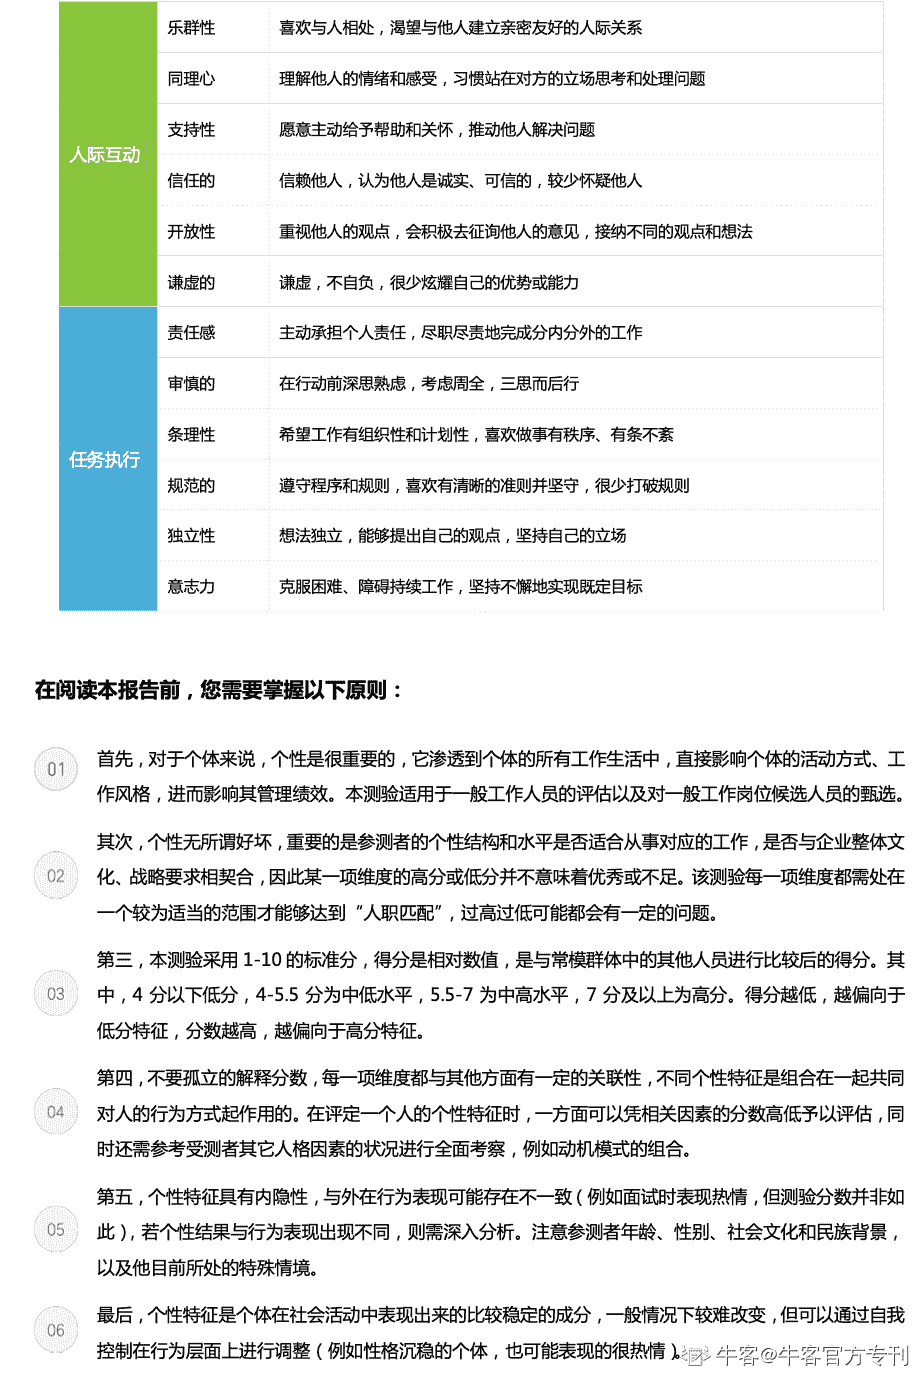 乐群性 喜欢与人相处，渴望与他人建立亲密友好的人际关系
同理心 理解他人的情绪和感受，习惯站在对方的立场思考和处理问题
支持性 愿意主动给予帮助和关怀，推动他人解决问题
人际互动
信任的 信赖他人，认为他人是诚实、可信的，较少怀疑他人
开放性 重视他人的观点，会积极去征询他人的意见，接纳不同的观点和想法
谦虚的 谦虚，不自负，很少炫耀自己的优势或能力
责任感 主动承担个人责任，尽职尽责地完成分内分外的工作
审慎的 在行动前深思熟虑，考虑周全，三思而后行
条理性 希望工作有组织性和计划性，喜欢做事有秩序、有条不紊
任务执行
规范的 遵守程序和规则，喜欢有清晰的准则并坚守，很少打破规则
独立性 想法独立，能够提出自己的观点，坚持自己的立场
意志力 克服困难、障碍持续工作，坚持不懈地实现既定目标
在阅读本报告前，您需要掌握以下原则：
01 首先，对于个体来说，个性是很重要的，它渗透到个体的所有工作生活中，直接影响个体的活动方式、工
作风格，进而影响其管理绩效。本测验适用于一般工作人员的评估以及对一般工作岗位候选人员的甄选。
其次，个性无所谓好坏，重要的是参测者的个性结构和水平是否适合从事对应的工作，是否与企业整体文
02 化、战略要求相契合，因此某一项维度的高分或低分并不意味着优秀或不足。该测验每一项维度都需处在
一个较为适当的范围才能够达到“人职匹配”，过高过低可能都会有一定的问题。
第三，本测验采用 1-10 的标准分，得分是相对数值，是与常模群体中的其他人员进行比较后的得分。其
03 中，4 分以下低分，4-5.5 分为中低水平，5.5-7 为中高水平，7 分及以上为高分。得分越低，越偏向于
低分特征，分数越高，越偏向于高分特征。
第四，不要孤立的解释分数，每一项维度都与其他方面有一定的关联性，不同个性特征是组合在一起共同
04 对人的行为方式起作用的。在评定一个人的个性特征时，一方面可以凭相关因素的分数高低予以评估，同
时还需参考受测者其它人格因素的状况进行全面考察，例如动机模式的组合。
第五，个性特征具有内隐性，与外在行为表现可能存在不一致（例如面试时表现热情，但测验分数并非如
05 此），若个性结果与行为表现出现不同，则需深入分析。注意参测者年龄、性别、社会文化和民族背景，
以及他目前所处的特殊情境。
06 最后，个性特征是个体在社会活动中表现出来的比较稳定的成分，一般情况下较难改变，但可以通过自我
控制在行为层面上进行调整（例如性格沉稳的个体，也可能表现的很热情）。
牛客@牛客官方专刊